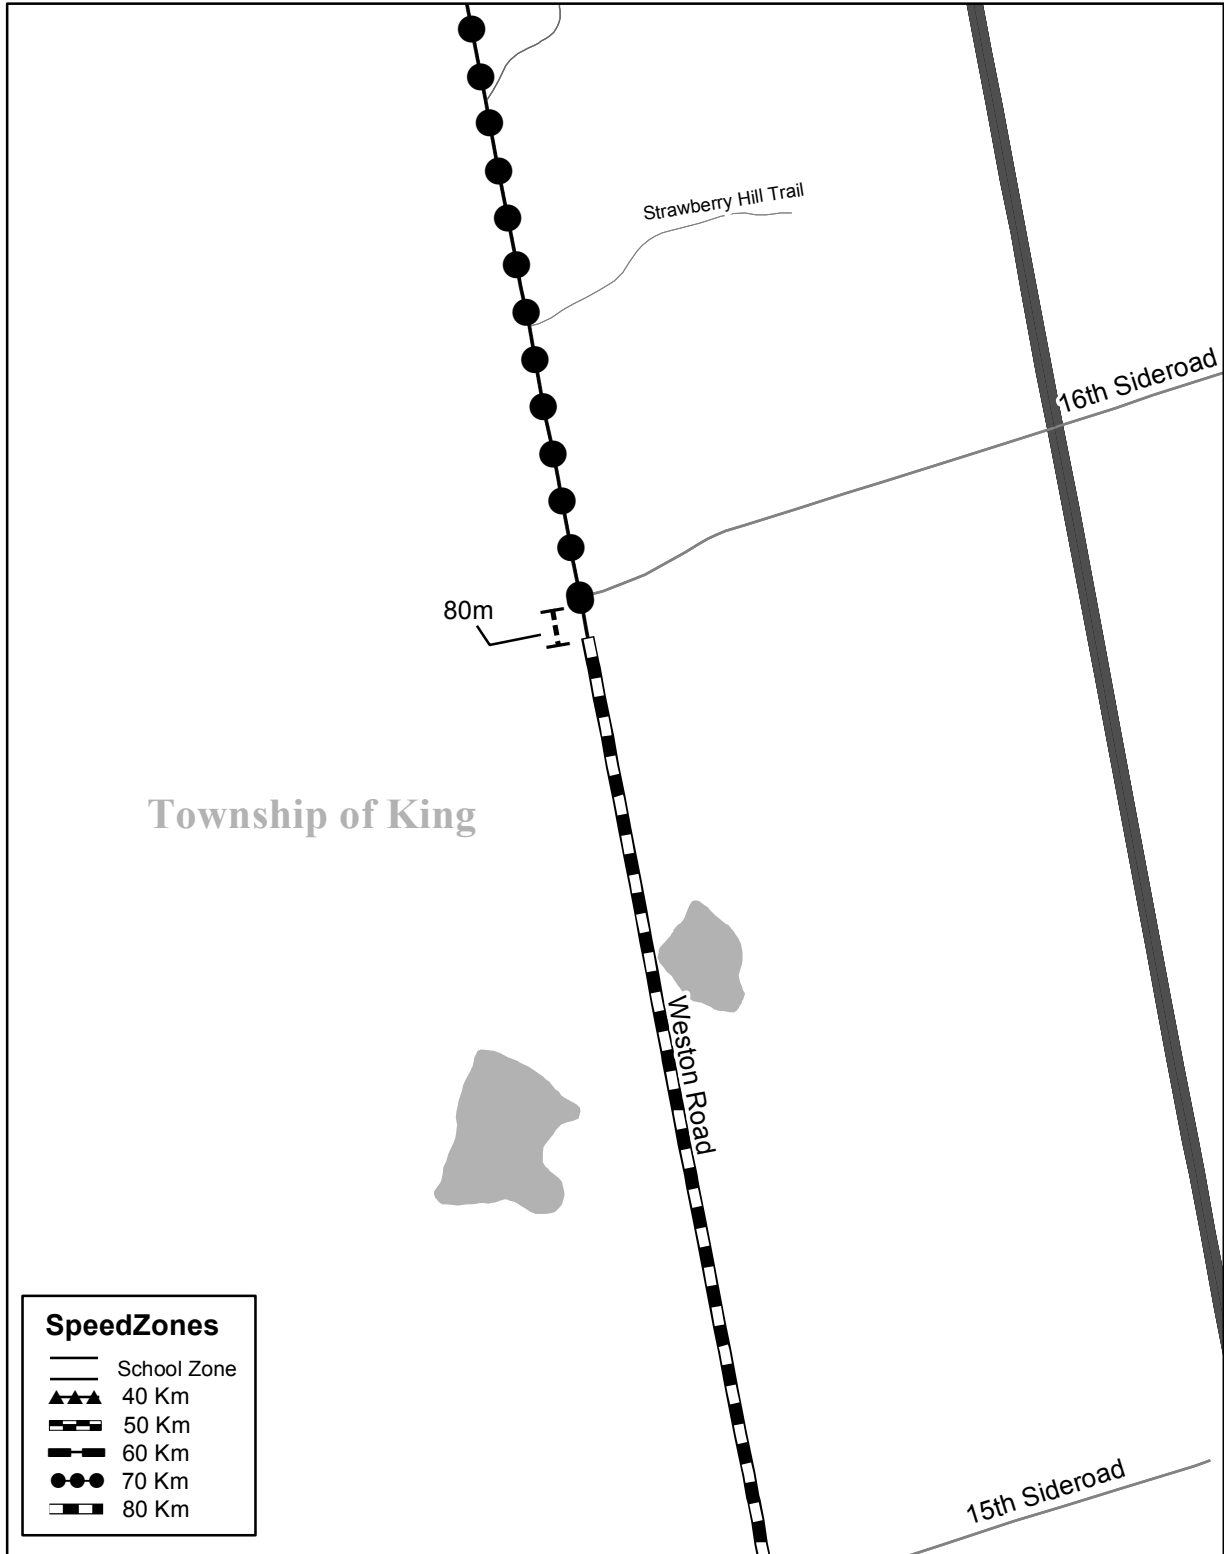 Strawberry Hill Trail
16th Sideroad
80m
Township of King
Weston Road
SpeedZones
School Zone
40 Km
50 Km
60 Km
70 Km
80 Km
15th Sideroad